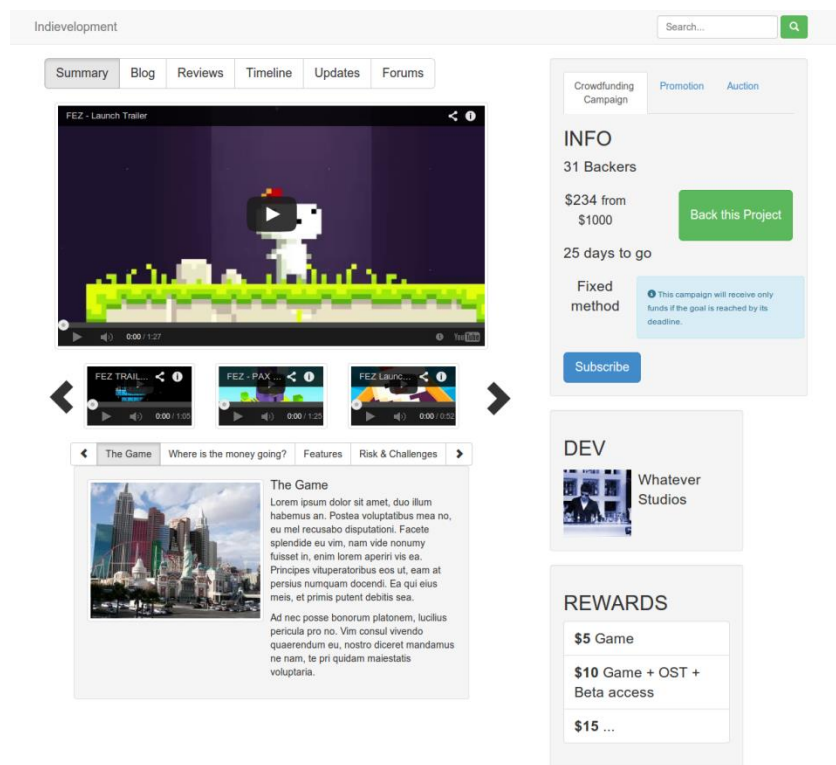 Indievelopment
Search...
Summary Blog Reviews Timeline Updates Forums
FEZ - Launch Trailer
0:00 / 1:27
YouTube
FEZ TRAIL...
0:00 / 1:05
FEZ - PAX ...
0:00 / 1:25
FEZ Launc...
0:00 / 0:52
The Game Where is the money going? Features Risk & Challenges
The Game
Lorem ipsum dolor sit amet, duo illum
habemus an. Postea voluptatibus mea no,
eu mel recusabo disputationi. Facete
splendide eu vim, nam vide nonumy
fuisset in, enim lorem aperiri vis ea.
Principes vituperatoribus eos ut, eam at
persius numquam docendi. Ea qui eius
meis, et primis putent debitis sea.
Ad nec posse bonorum platonem, lucilius
pericula pro no. Vim consul vivendo
quaerendum eu, nostro diceret mandamus
ne nam, te pri quidam maiestatis
voluptaria.
Crowdfunding
Campaign
Promotion
Auction
INFO
31 Backers
$234 from
$1000
Back this Project
25 days to go
Fixed
method
This campaign will receive only
funds if the goal is reached by its
deadline.
Subscribe
DEV
Whatever
Studios
REWARDS
$5 Game
$10 Game + OST +
Beta access
$15 ...